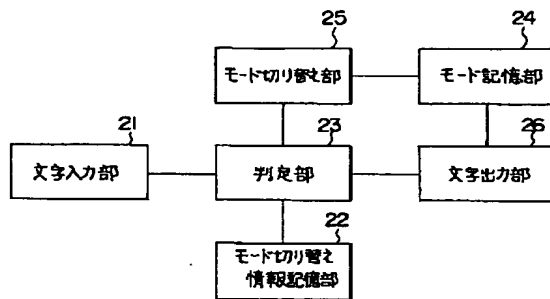 25
24
モード切り替え部
モード記憶部
21
23
26
文字入力部
判定部
文字出力部
22
モード切り替え
情報記憶部